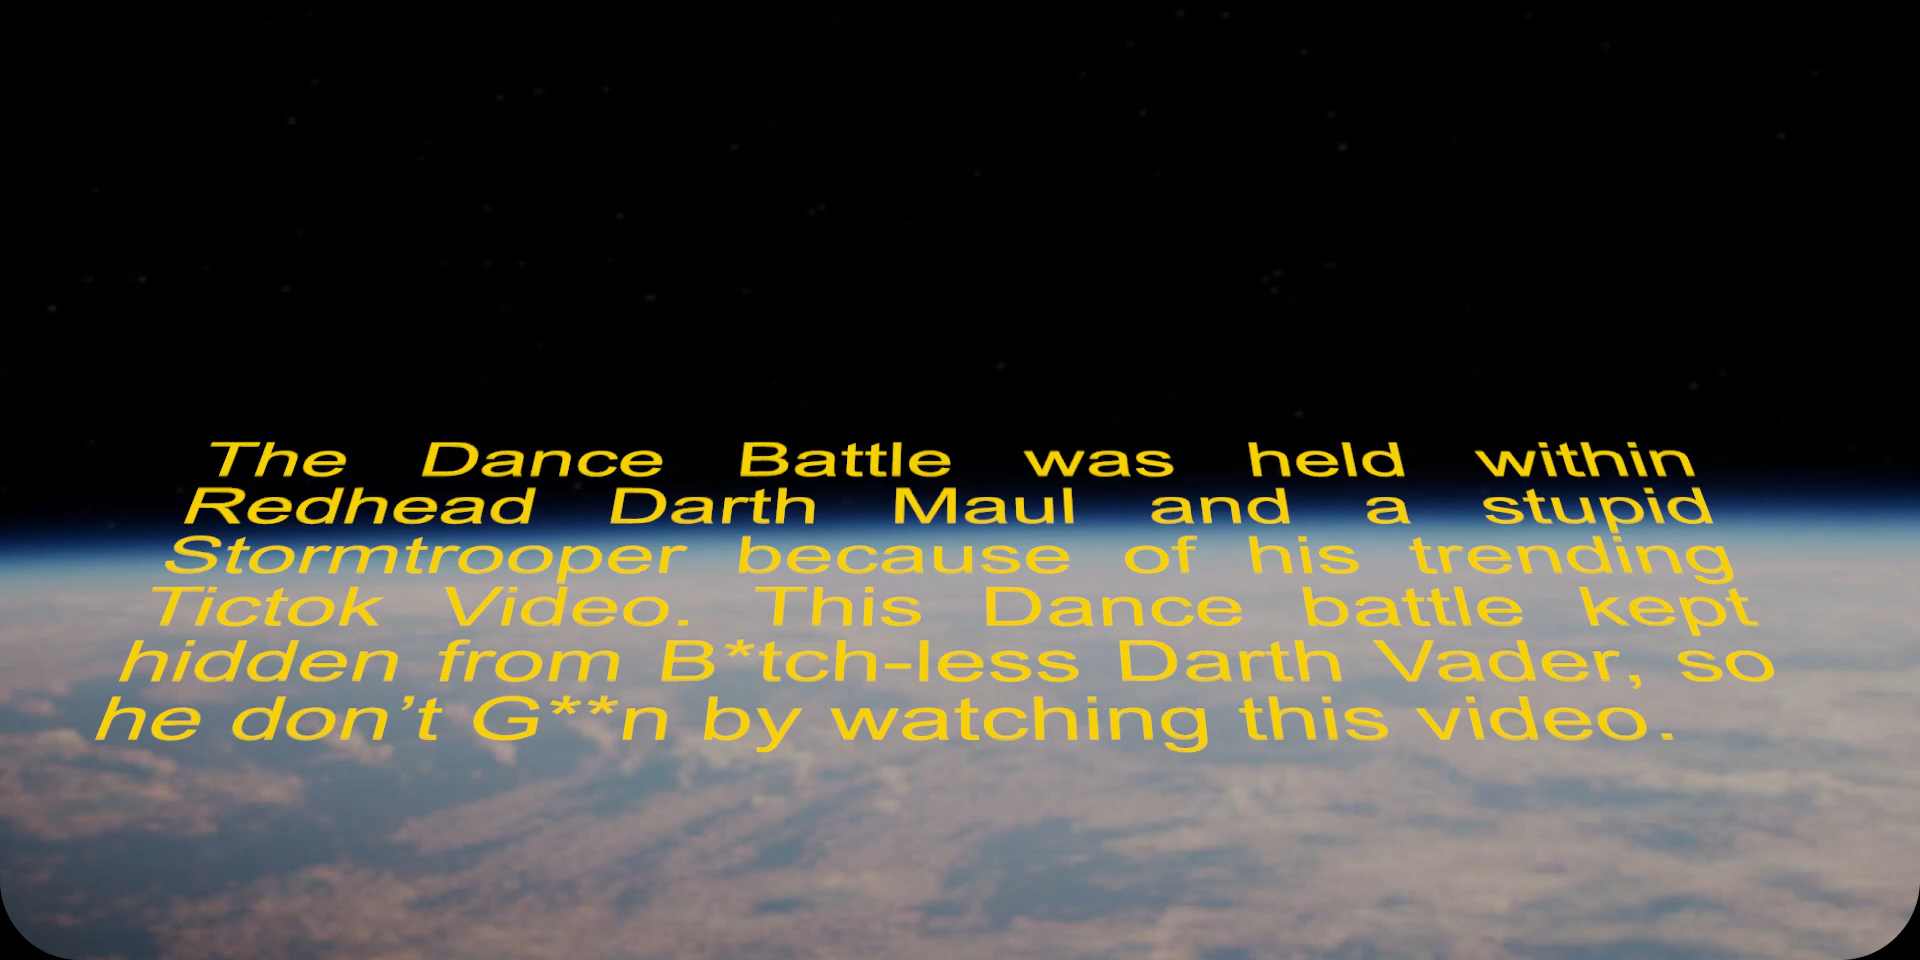 The Dance Battle was held within
Redhead Darth Maul and a stupid
Stormtrooper because of his trending
Tictok Video. This Dance battle kept
hidden from B*tch-less Darth Vader, so
he don’t G**n by watching this video.